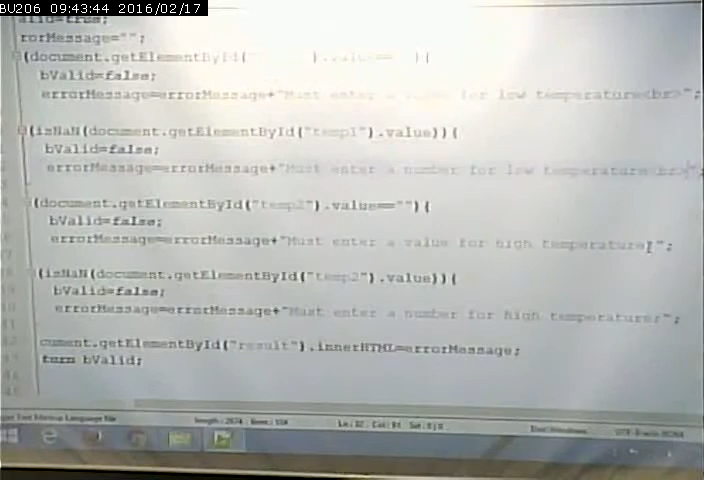 BU206 09:43:44 2016/02/17
alid=true;
rorMessage="";
(document.getElementById(" ").value==" "){
bValid=false;
errorMessage=errorMessage+"Must enter a value for low temperature<br>";
(isNaN(document.getElementById("temp1").value)){
bValid=false;
errorMessage=errorMessage+"Must enter a number for low temperature<br>";
(document.getElementById("temp2").value==""){
bValid=false;
errorMessage=errorMessage+"Must enter a value for high temperature";
(isNaN(document.getElementById("temp2").value)){
bValid=false;
errorMessage=errorMessage+"Must enter a number for high temperature;";
cument.getElementById("result").innerHTML=errorMessage;
turn bValid;